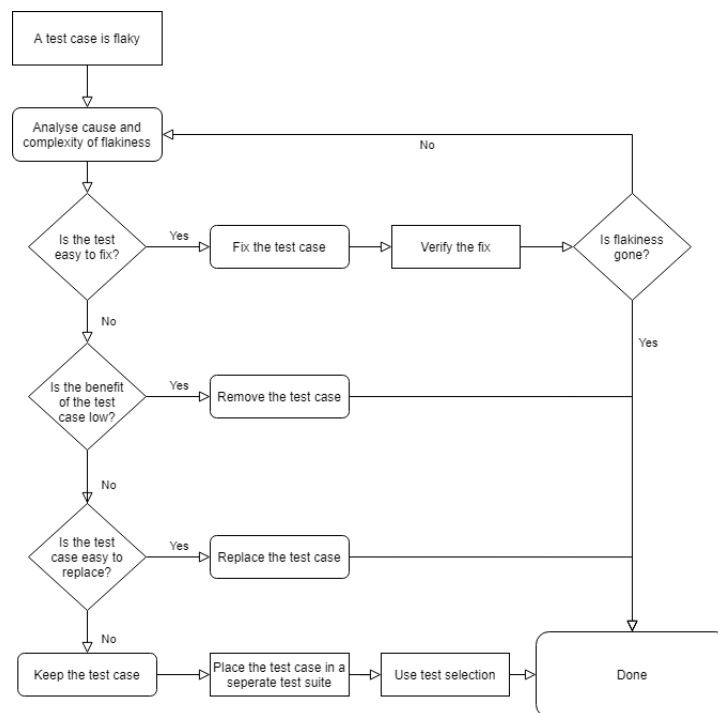 A test case is flaky
Analyse cause and
complexity of flakiness
No
Is the test
easy to fix?
Yes
Fix the test case
Verify the fix
Is flakiness
gone?
No
Yes
Is the benefit
of the test
case low?
Yes
Remove the test case
No
Is the test
case easy to
replace?
Yes
Replace the test case
No
Keep the test case
Place the test case in a
seperate test suite
Use test selection
Done